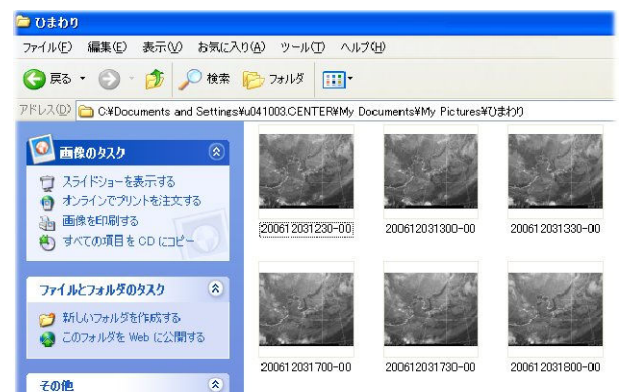 ひまわり
ファイル(F) 編集(E) 表示(V) お気に入り(A) ツール(T) ヘルプ(H)
戻る 検索 フォルダ
アドレス(D) C:¥Documents and Settings¥u041003.CENTER¥My Documents¥My Pictures¥ひまわり
画像のタスク
スライドショーを表示する
オンラインでプリントを注文する
画像を印刷する
すべての項目を CD にコピー
200612031230-00 200612031300-00 200612031330-00
ファイルとフォルダのタスク
新しいフォルダを作成する
このフォルダを Web に公開する
200612031700-00 200612031730-00 200612031800-00
その他